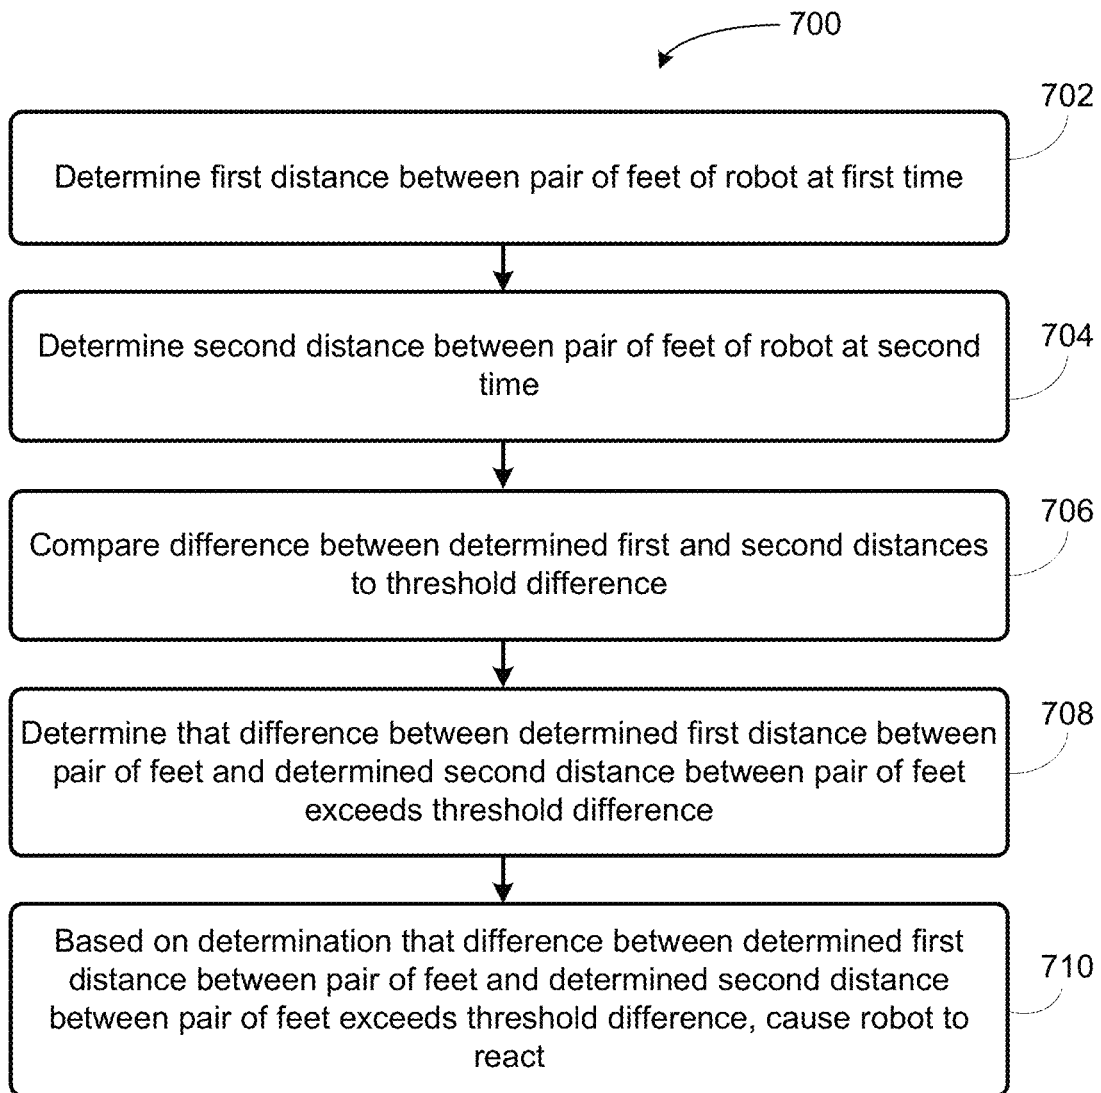 700
702
Determine first distance between pair of feet of robot at first time
704
Determine second distance between pair of feet of robot at second
time
706
Compare difference between determined first and second distances
to threshold difference
708
Determine that difference between determined first distance between
pair of feet and determined second distance between pair of feet
exceeds threshold difference
710
Based on determination that difference between determined first
distance between pair of feet and determined second distance
between pair of feet exceeds threshold difference, cause robot to
react